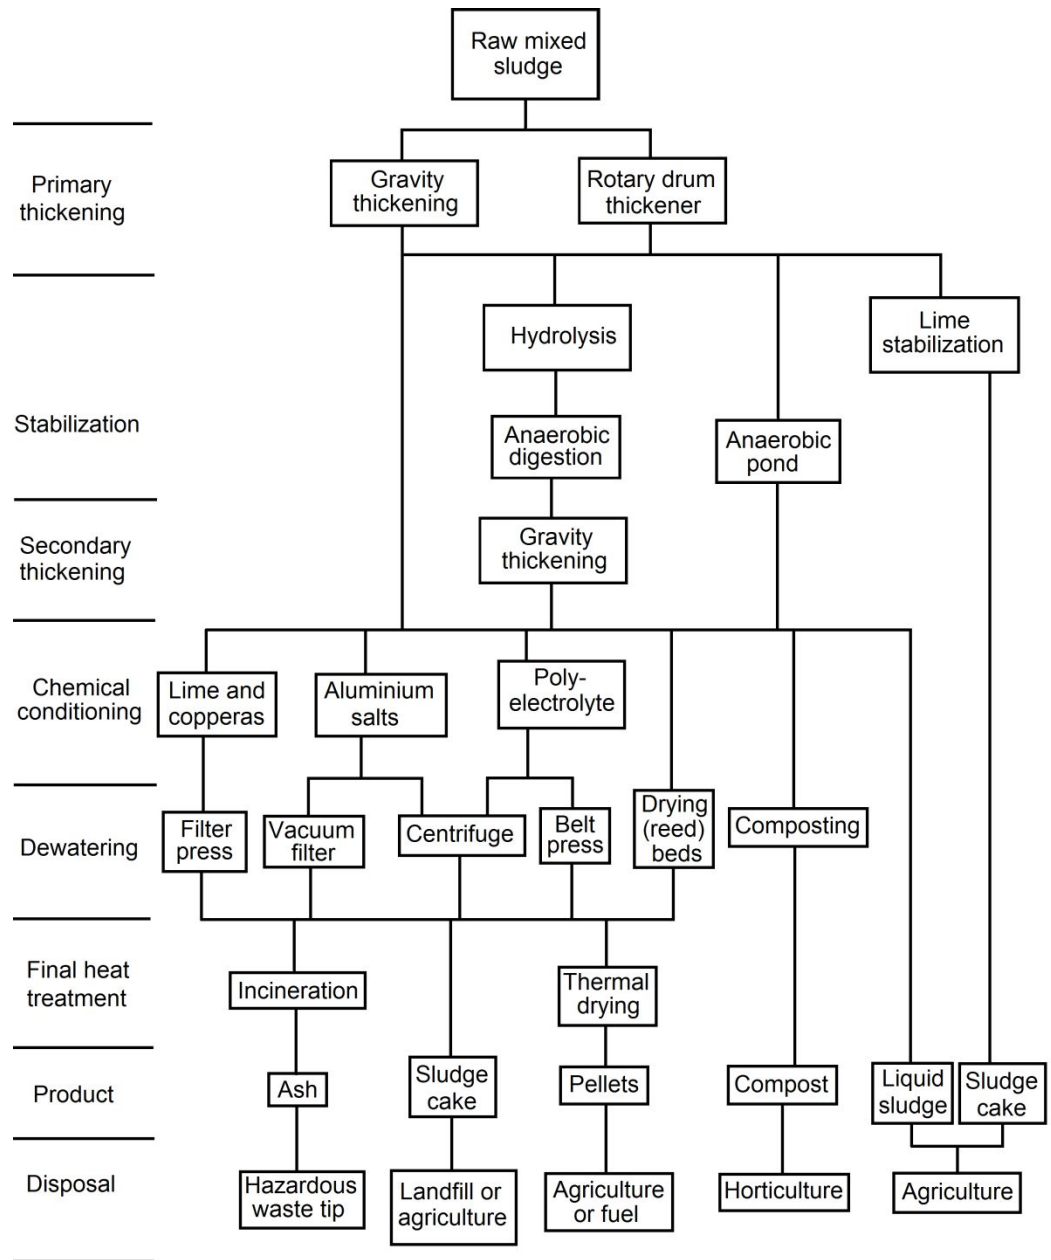 Raw mixed
sludge
Primary
thickening
Gravity
thickening
Rotary drum
thickener
Stabilization
Hydrolysis
Lime
stabilization
Anaerobic
digestion
Anaerobic
pond
Secondary
thickening
Gravity
thickening
Chemical
conditioning
Lime and
copperas
Aluminium
salts
Poly-
electrolyte
Dewatering
Filter
press
Vacuum
filter
Centrifuge
Belt
press
Drying
(reed)
beds
Composting
Final heat
treatment
Incineration
Thermal
drying
Product
Ash
Sludge
cake
Pellets
Compost
Liquid
sludge
Sludge
cake
Disposal
Hazardous
waste tip
Landfill or
agriculture
Agriculture
or fuel
Horticulture
Agriculture